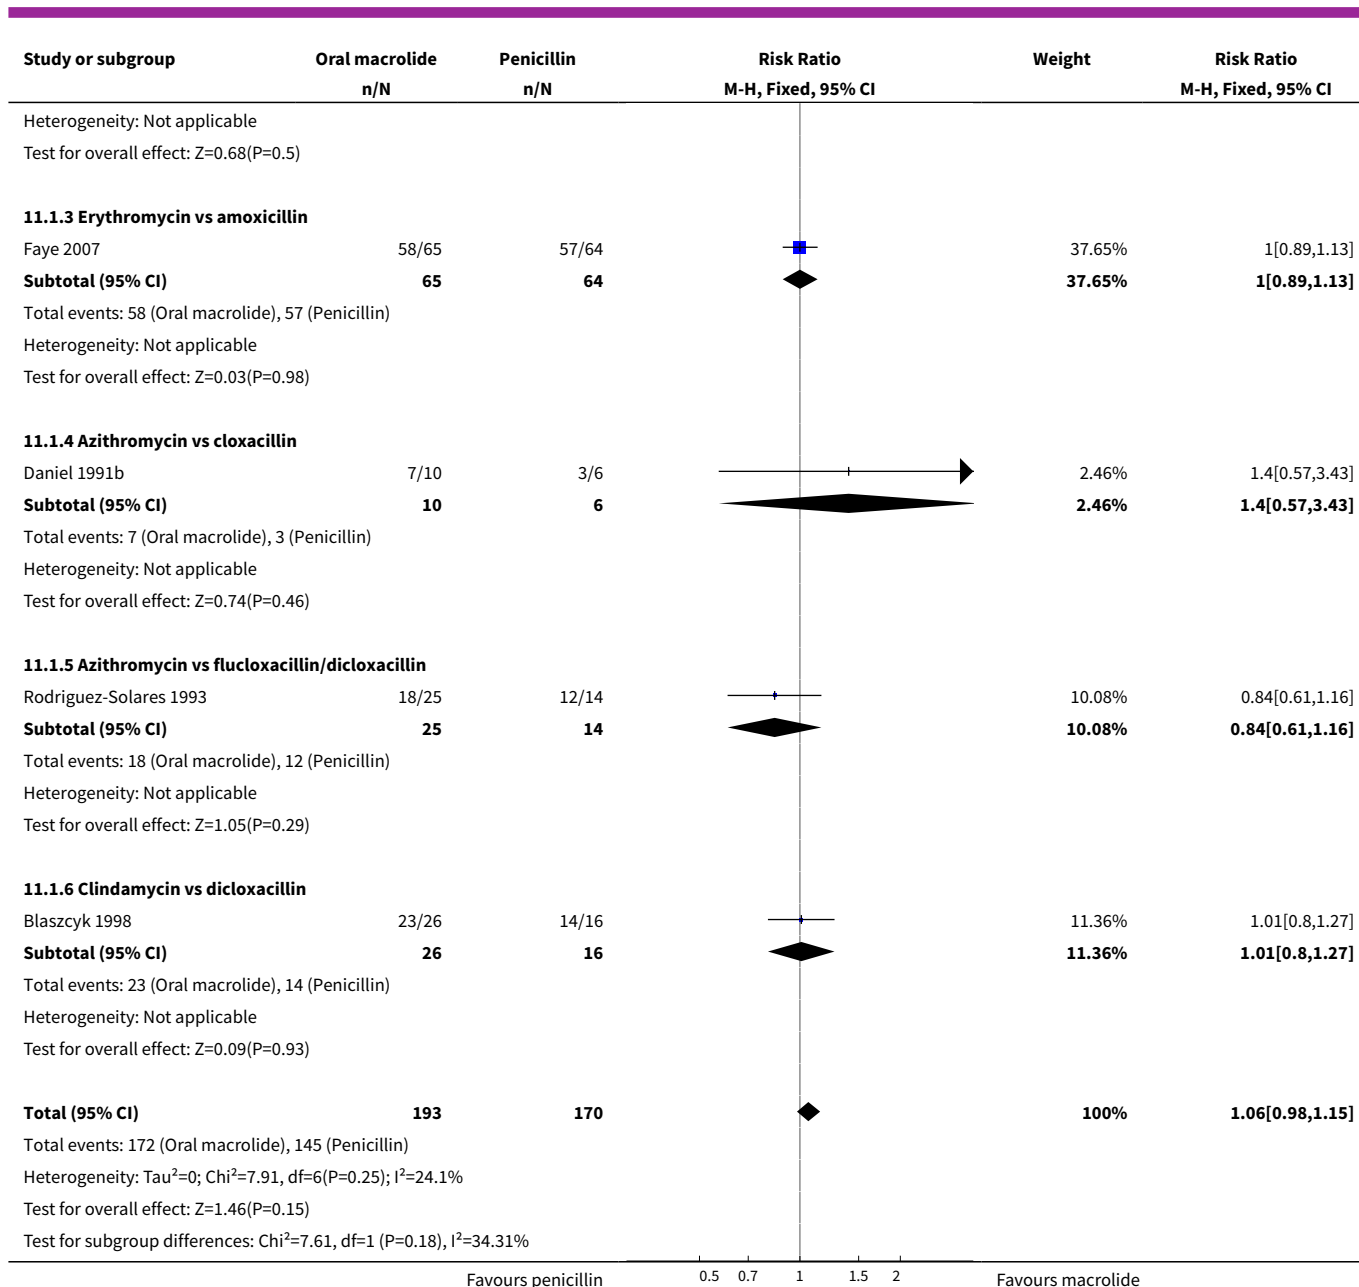 Study or subgroup Oral macrolide Penicillin Risk Ratio Weight Risk Ratio
n/N n/N M-H, Fixed, 95% CI M-H, Fixed, 95% CI
Heterogeneity: Not applicable
Test for overall effect: Z=0.68(P=0.5)
11.1.3 Erythromycin vs amoxicillin
Faye 2007 58/65 57/64 37.65% 1[0.89,1.13]
Subtotal (95% CI) 65 64 37.65% 1[0.89,1.13]
Total events: 58 (Oral macrolide), 57 (Penicillin)
Heterogeneity: Not applicable
Test for overall effect: Z=0.03(P=0.98)
11.1.4 Azithromycin vs cloxacillin
Daniel 1991b 7/10 3/6 2.46% 1.4[0.57,3.43]
Subtotal (95% CI) 10 6 2.46% 1.4[0.57,3.43]
Total events: 7 (Oral macrolide), 3 (Penicillin)
Heterogeneity: Not applicable
Test for overall effect: Z=0.74(P=0.46)
11.1.5 Azithromycin vs flucloxacillin/dicloxacillin
Rodriguez-Solares 1993 18/25 12/14 10.08% 0.84[0.61,1.16]
Subtotal (95% CI) 25 14 10.08% 0.84[0.61,1.16]
Total events: 18 (Oral macrolide), 12 (Penicillin)
Heterogeneity: Not applicable
Test for overall effect: Z=1.05(P=0.29)
11.1.6 Clindamycin vs dicloxacillin
Blaszcyk 1998 23/26 14/16 11.36% 1.01[0.8,1.27]
Subtotal (95% CI) 26 16 11.36% 1.01[0.8,1.27]
Total events: 23 (Oral macrolide), 14 (Penicillin)
Heterogeneity: Not applicable
Test for overall effect: Z=0.09(P=0.93)
Total (95% CI) 193 170 100% 1.06[0.98,1.15]
Total events: 172 (Oral macrolide), 145 (Penicillin)
Heterogeneity: Tau²=0; Chi²=7.91, df=6(P=0.25); I²=24.1%
Test for overall effect: Z=1.46(P=0.15)
Test for subgroup differences: Chi²=7.61, df=1 (P=0.18), I²=34.31%
Favours penicillin 0.5 0.7 1 1.5 2 Favours macrolide